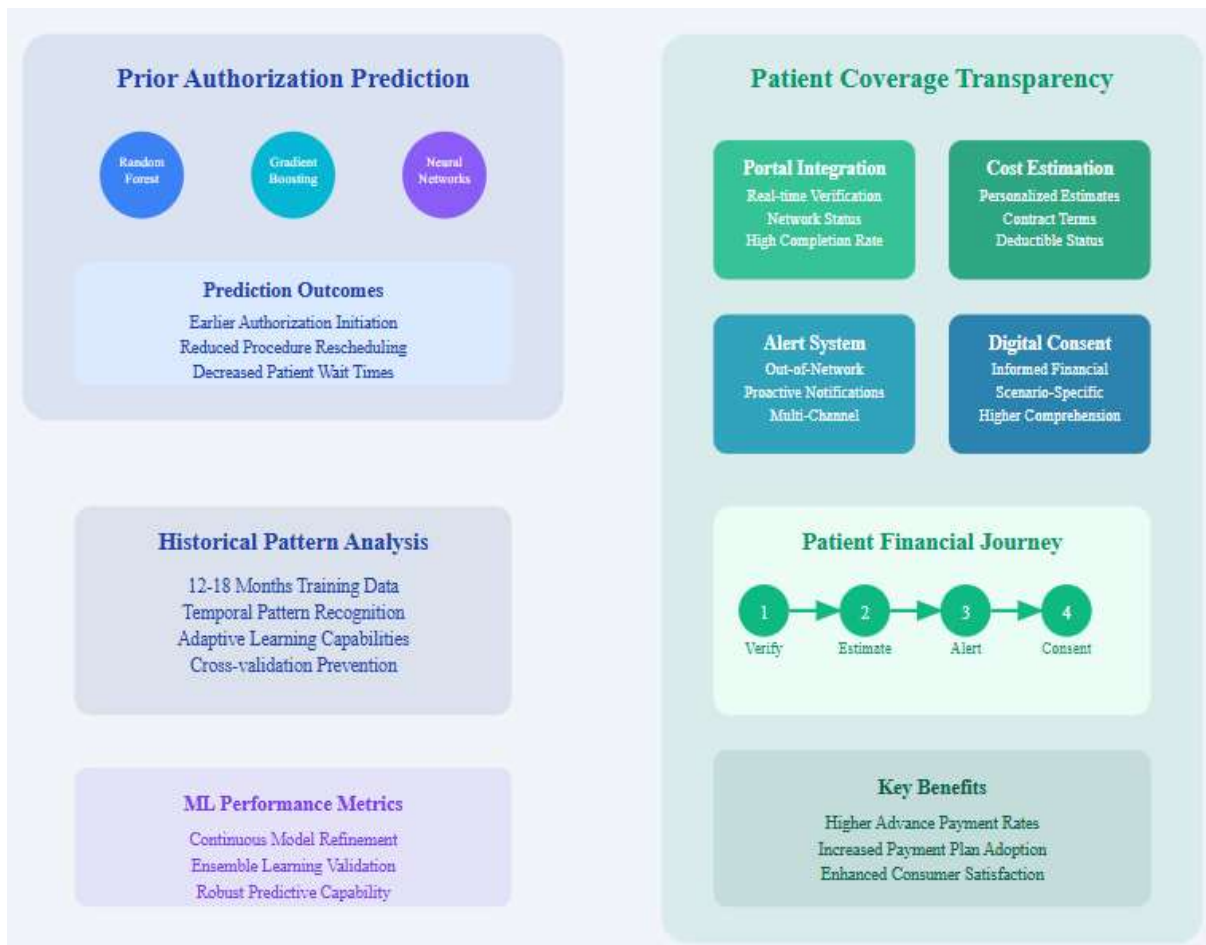 Prior Authorization Prediction
Random
Forest
Gradient
Boosting
Neural
Networks
Prediction Outcomes
Earlier Authorization Initiation
Reduced Procedure Rescheduling
Decreased Patient Wait Times
Historical Pattern Analysis
12-18 Months Training Data
Temporal Pattern Recognition
Adaptive Learning Capabilities
Cross-validation Prevention
ML Performance Metrics
Continuous Model Refinement
Ensemble Learning Validation
Robust Predictive Capability
Patient Coverage Transparency
Portal Integration
Real-time Verification
Network Status
High Completion Rate
Cost Estimation
Personalized Estimates
Contract Terms
Deductible Status
Alert System
Out-of-Network
Proactive Notifications
Multi-Channel
Digital Consent
Informed Financial
Scenario-Specific
Higher Comprehension
Patient Financial Journey
1
2
3
4
Verify
Estimate
Alert
Consent
Key Benefits
Higher Advance Payment Rates
Increased Payment Plan Adoption
Enhanced Consumer Satisfaction